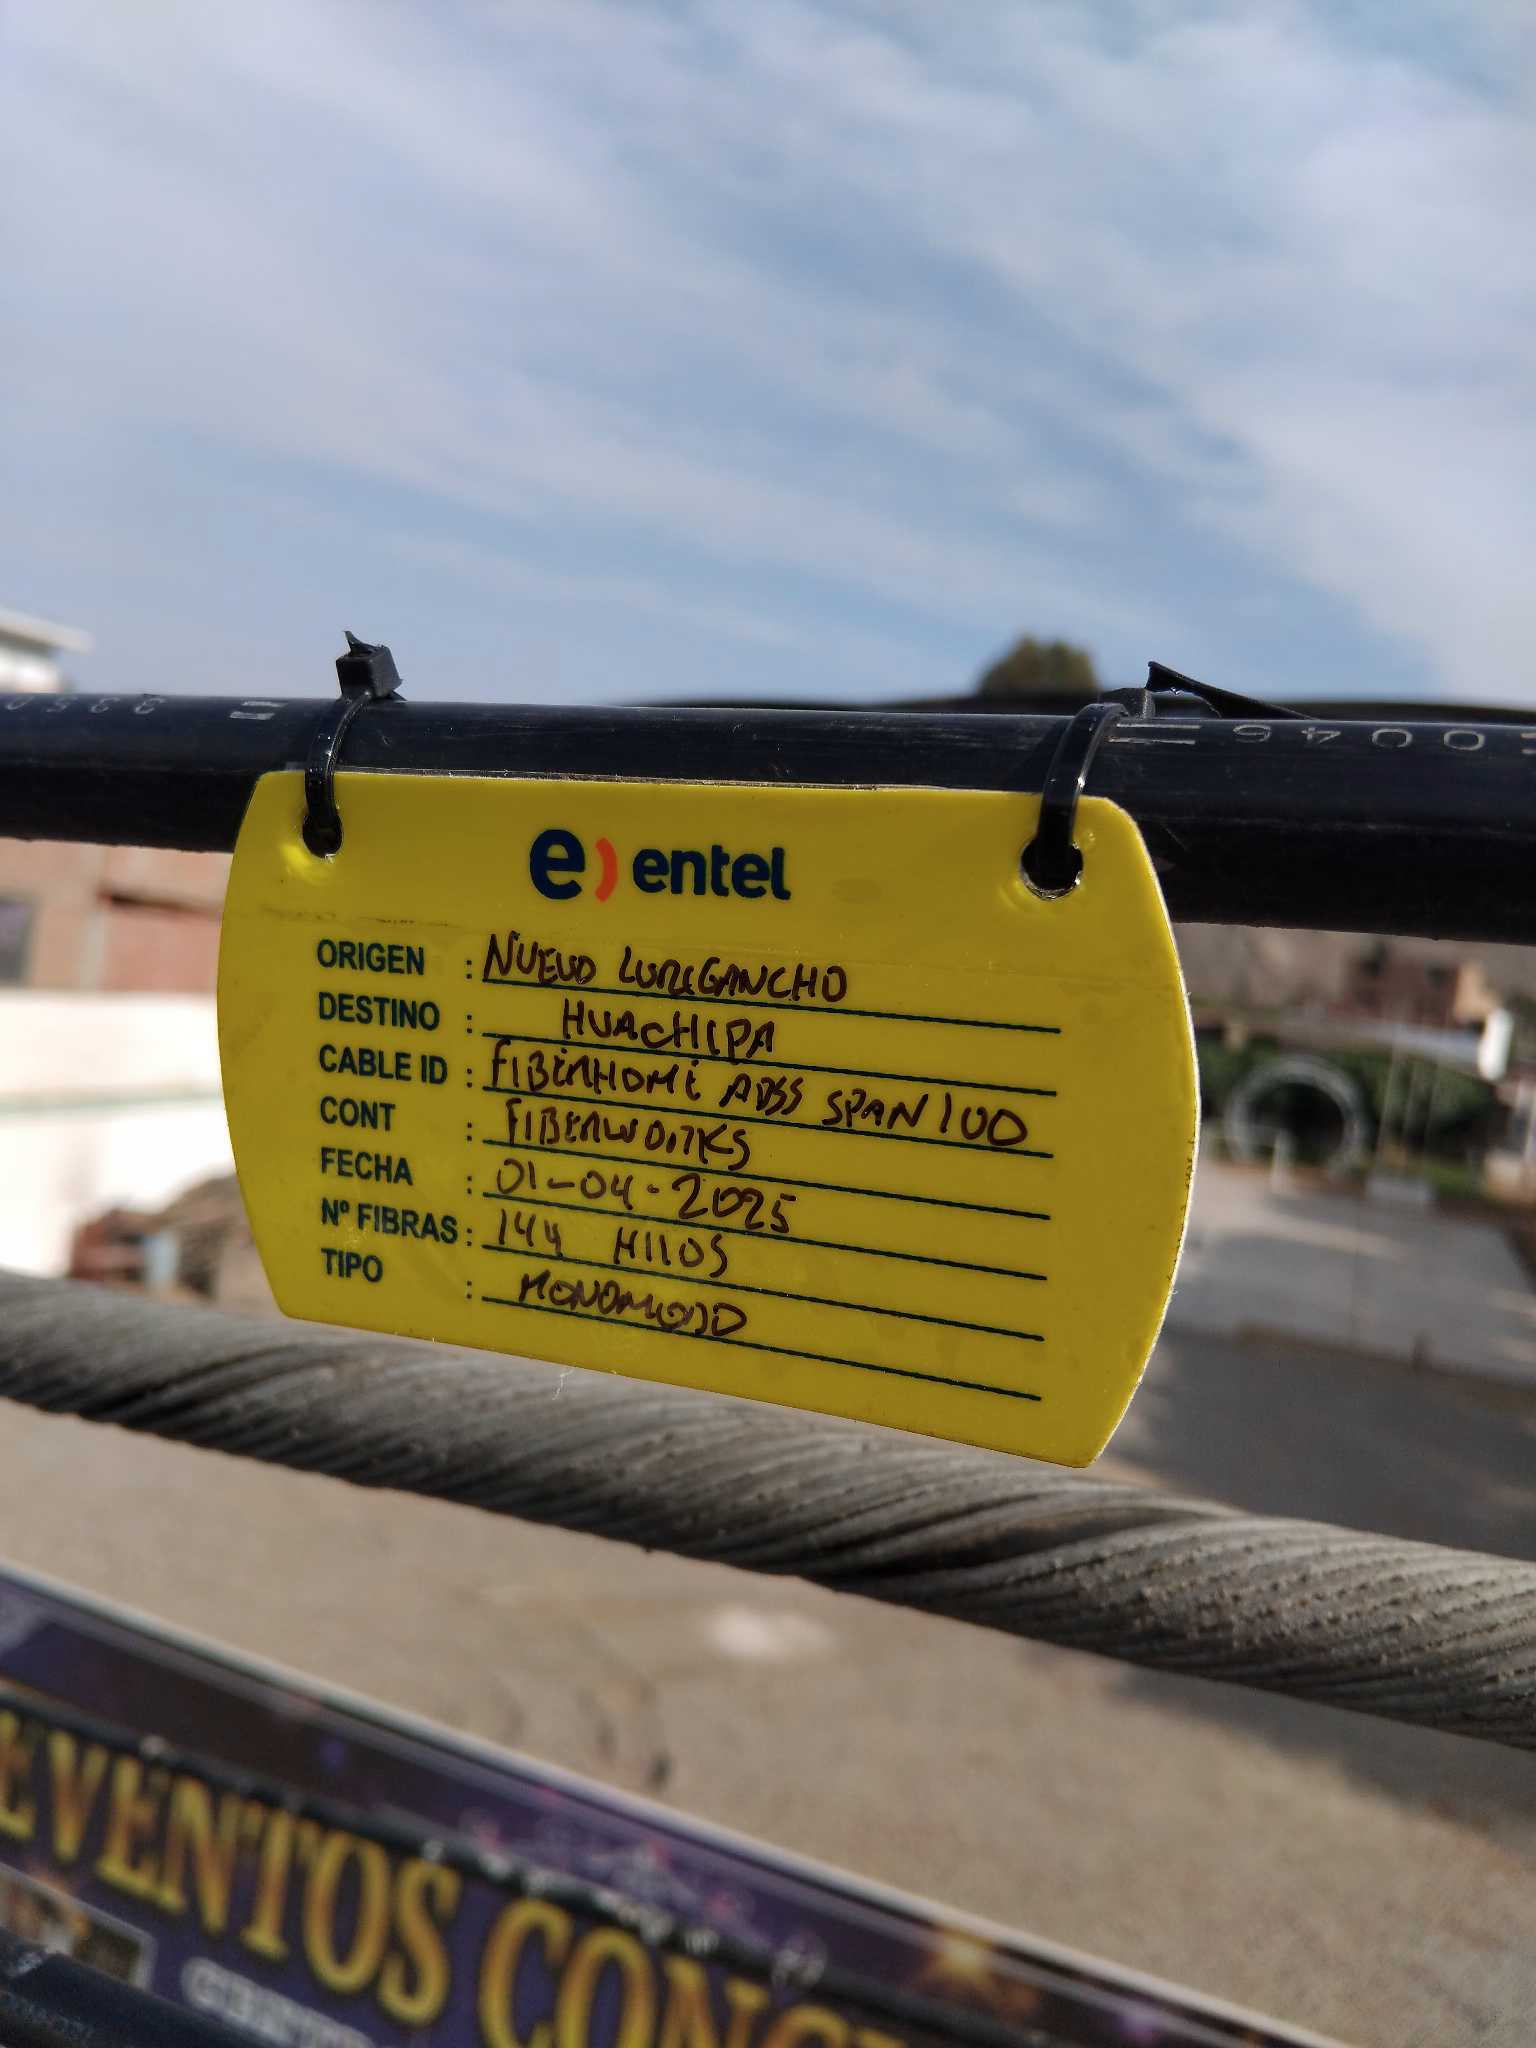 e) entel
ORIGEN : NUEVO LURIGANCHO
DESTINO : HUACHIPA
CABLE ID : FIBERHOME ADSS SPAN 100
CONT : FIBERWORKS
FECHA : 01-04-2025
Nº FIBRAS : 144 HILOS
TIPO : MONOMODO
EVENTOS